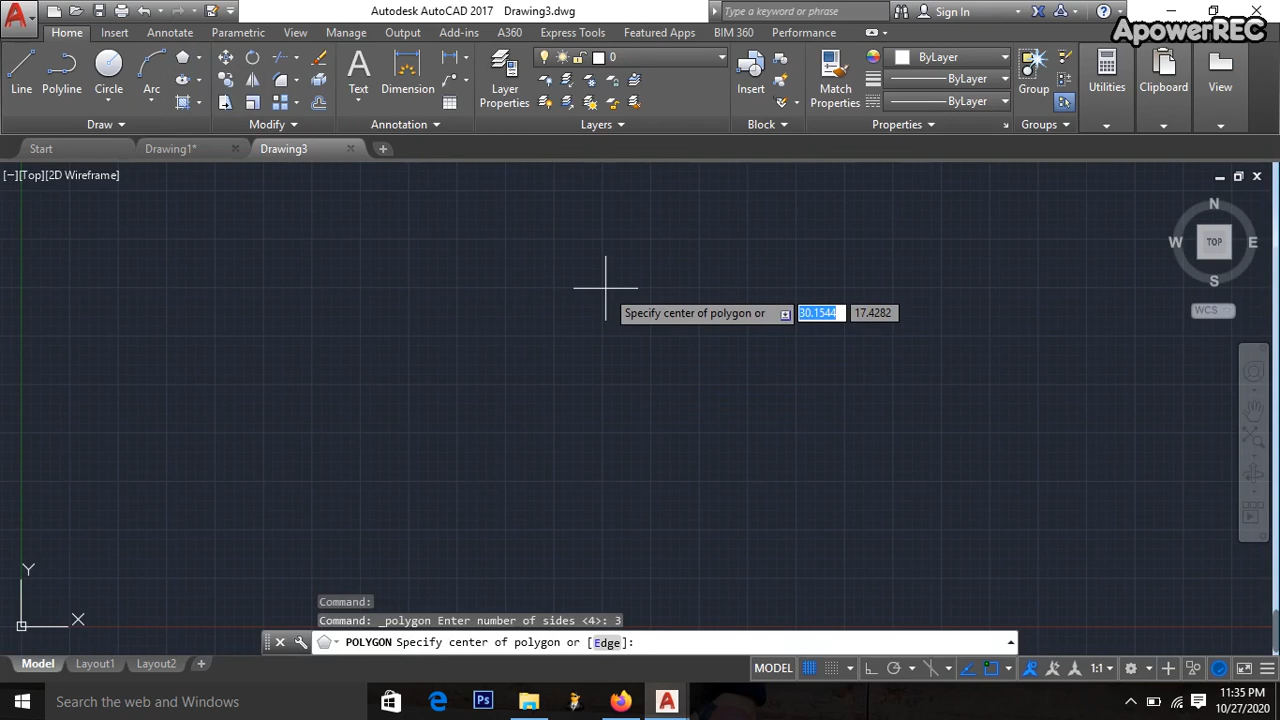 Autodesk AutoCAD 2017 Drawing3.dwg
Type a keyword or phrase
Sign In
ApowerREC
Home Insert Annotate Parametric View Manage Output Add-ins A360 Express Tools Featured Apps BIM 360 Performance
Line Polyline Circle Arc
Text Dimension
Layer Properties
0
Insert
Match Properties
ByLayer
ByLayer
ByLayer
Group
Utilities Clipboard View
Draw Modify Annotation Layers Block Properties Groups
Start Drawing1* Drawing3
[−][Top][2D Wireframe]
N
W TOP E
S
WCS
Specify center of polygon or 30.1544 17.4282
Y
X
Command:
Command: _polygon Enter number of sides <4>: 3
POLYGON Specify center of polygon or [Edge]:
Model Layout1 Layout2
MODEL 1:1
Search the Web and Windows
11:35 PM
10/27/2020